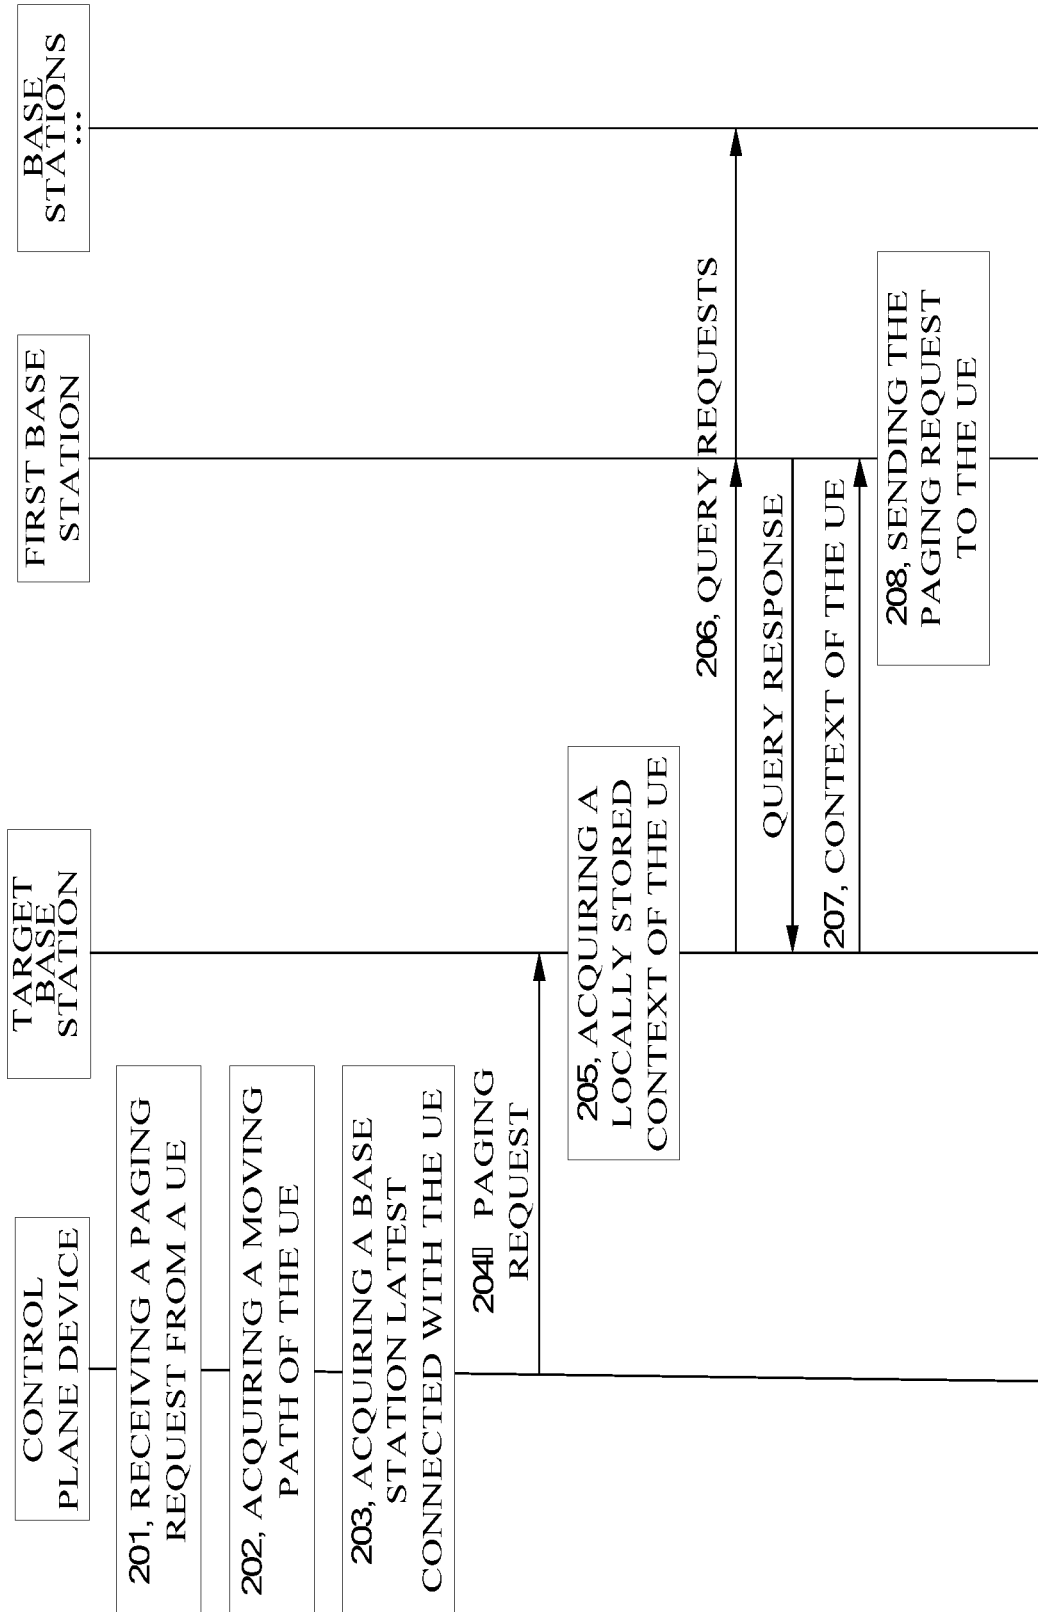 CONTROL
PLANE DEVICE
TARGET
BASE
STATION
FIRST BASE
STATION
BASE
STATIONS
...
201, RECEIVING A PAGING
REQUEST FROM A UE
202, ACQUIRING A MOVING
PATH OF THE UE
203, ACQUIRING A BASE
STATION LATEST
CONNECTED WITH THE UE
204▯ PAGING
REQUEST
205, ACQUIRING A
LOCALLY STORED
CONTEXT OF THE UE
206, QUERY REQUESTS
QUERY RESPONSE
207, CONTEXT OF THE UE
208, SENDING THE
PAGING REQUEST
TO THE UE